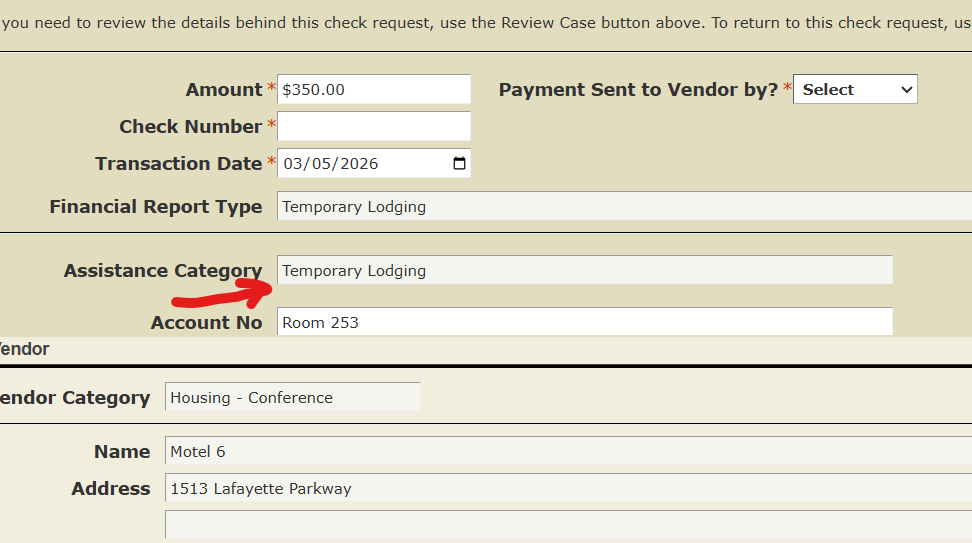 you need to review the details behind this check request, use the Review Case button above. To return to this check request, us
Amount * $350.00 Payment Sent to Vendor by? * Select
Check Number *
Transaction Date * 03/05/2026
Financial Report Type Temporary Lodging
Assistance Category Temporary Lodging
Account No Room 253
endor
endor Category Housing - Conference
Name Motel 6
Address 1513 Lafayette Parkway